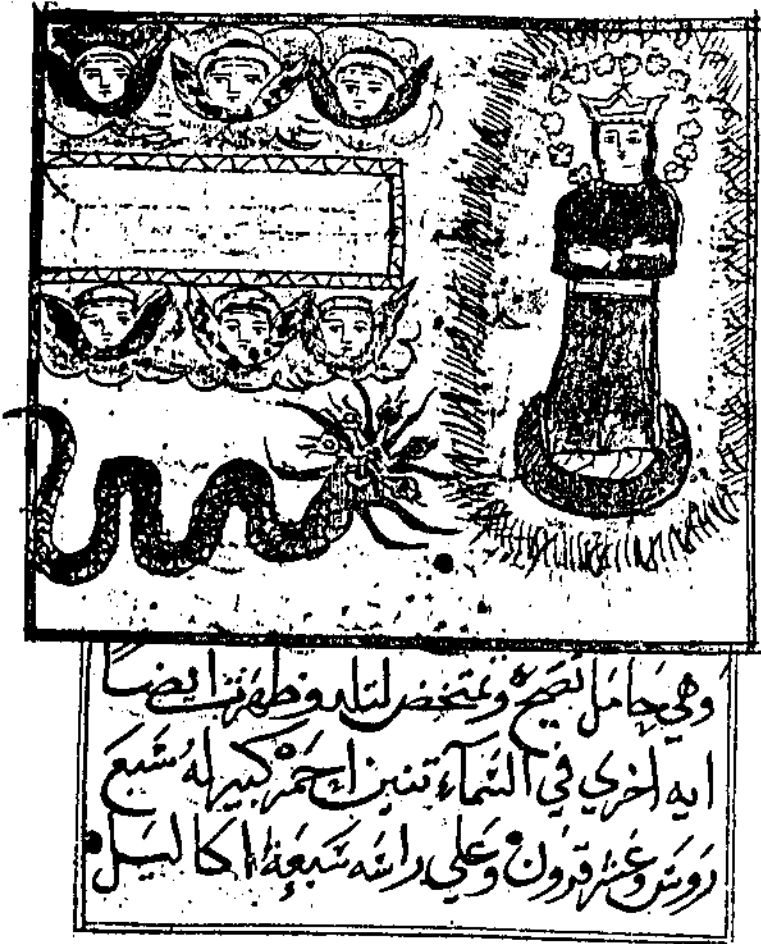 وهي حامل تصيح وتمتخض لتلد وظهرت ايضا
ايه اخري في السماء تنين احمر كبير له سبع
روس وعشر قرون وعلي راسه سبعة اكاليل